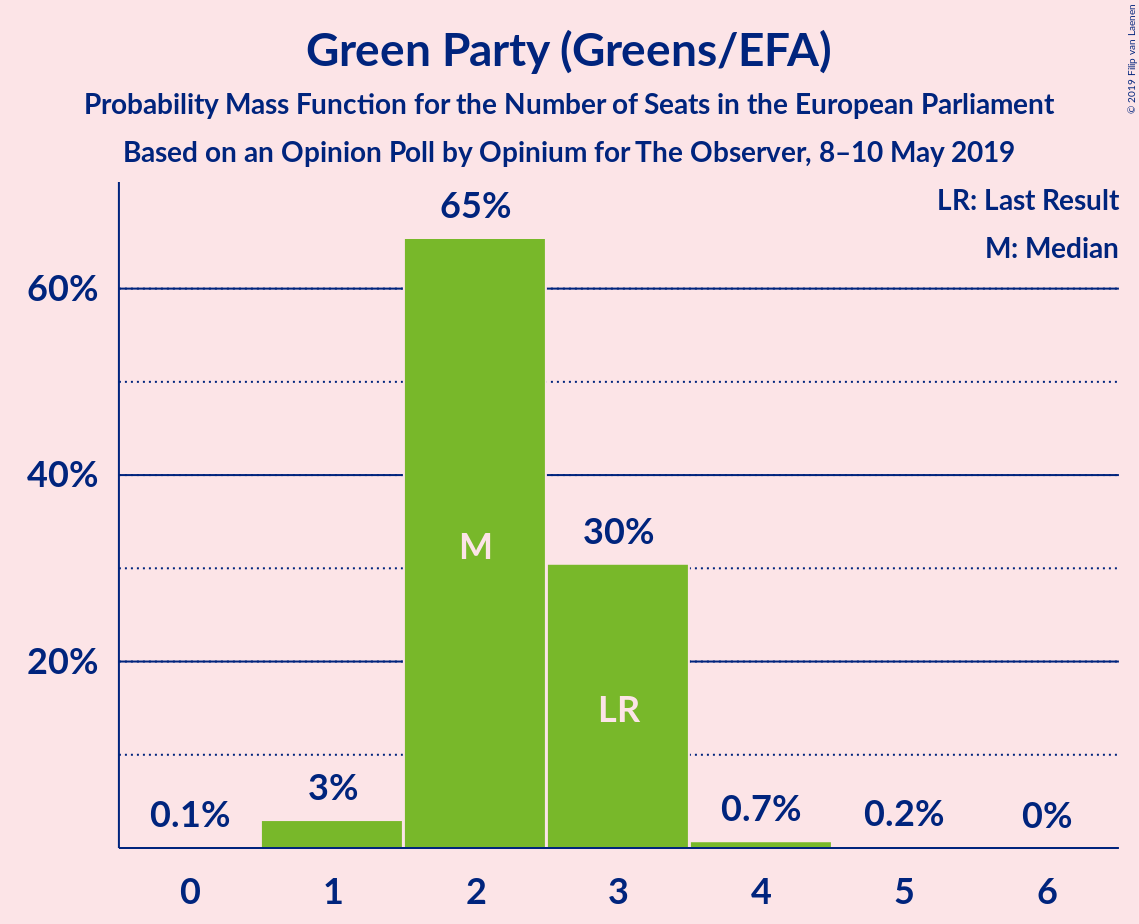 Green Party (Greens/EFA)
Probability Mass Function for the Number of Seats in the European Parliament
Based on an Opinion Poll by Opinium for The Observer, 8–10 May 2019
© 2019 Filip van Laenen
LR: Last Result
M: Median
65%
60%
40%
M
30%
20%
LR
0.1%
3%
0.7%
0.2%
0%
0 1 2 3 4 5 6